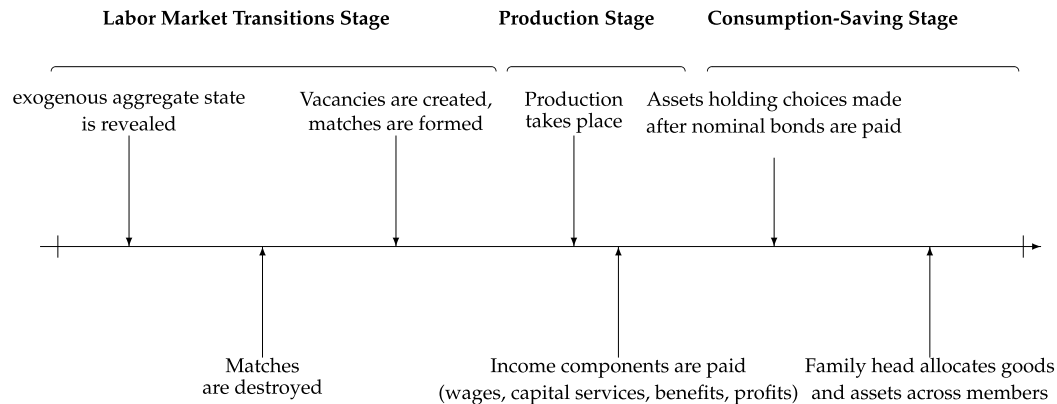 Labor Market Transitions Stage
Production Stage
Consumption-Saving Stage
exogenous aggregate state
is revealed
Vacancies are created,
matches are formed
Production
takes place
Assets holding choices made
after nominal bonds are paid
Matches
are destroyed
Income components are paid
(wages, capital services, benefits, profits)
Family head allocates goods
and assets across members